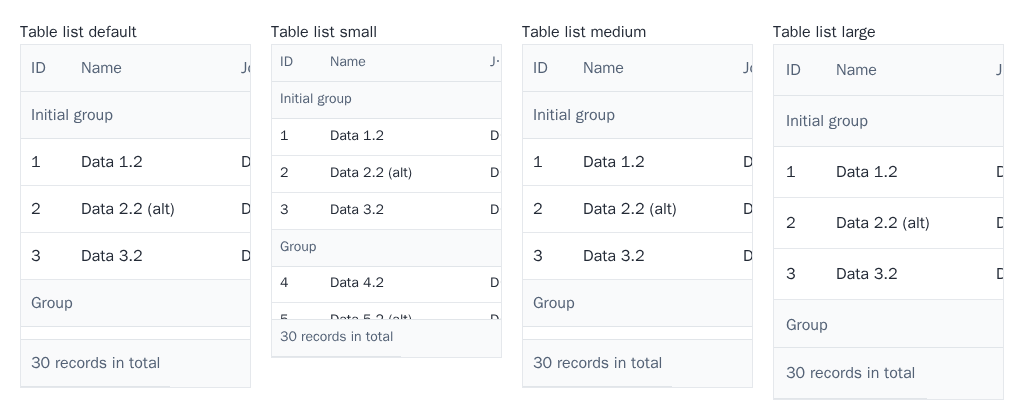 Table list default
ID Name
Initial group
1 Data 1.2 D
2 Data 2.2 (alt) D
3 Data 3.2 D
Group
30 records in total
Table list small
ID Name
Initial group
1 Data 1.2 D
2 Data 2.2 (alt) D
3 Data 3.2 D
Group
4 Data 4.2 D
5 Data 5.2 (alt) D
30 records in total
Table list medium
ID Name
Initial group
1 Data 1.2 D
2 Data 2.2 (alt) D
3 Data 3.2 D
Group
30 records in total
Table list large
ID Name
Initial group
1 Data 1.2 D
2 Data 2.2 (alt) D
3 Data 3.2 D
Group
30 records in total